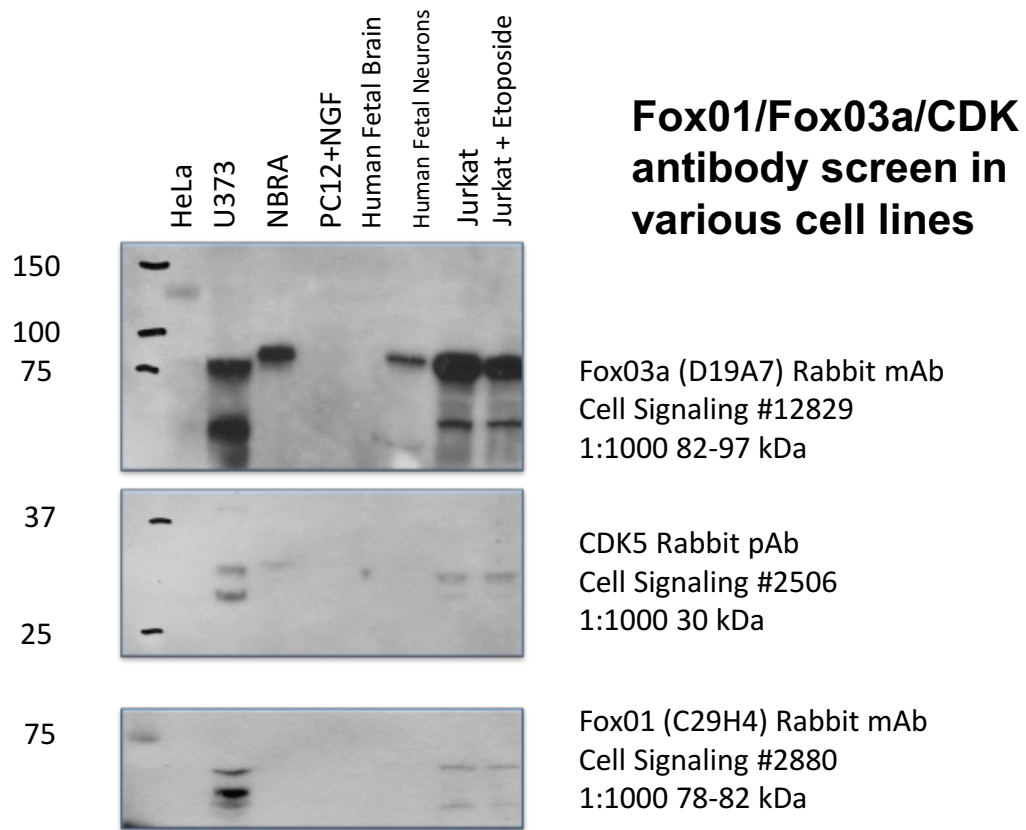 HeLa
U373
NBRA
PC12+NGF
Human Fetal Brain
Human Fetal Neurons
Jurkat
Jurkat + Etoposide
Fox01/Fox03a/CDK
antibody screen in
various cell lines
150
100
75
Fox03a (D19A7) Rabbit mAb
Cell Signaling #12829
1:1000 82-97 kDa
37
25
CDK5 Rabbit pAb
Cell Signaling #2506
1:1000 30 kDa
75
Fox01 (C29H4) Rabbit mAb
Cell Signaling #2880
1:1000 78-82 kDa